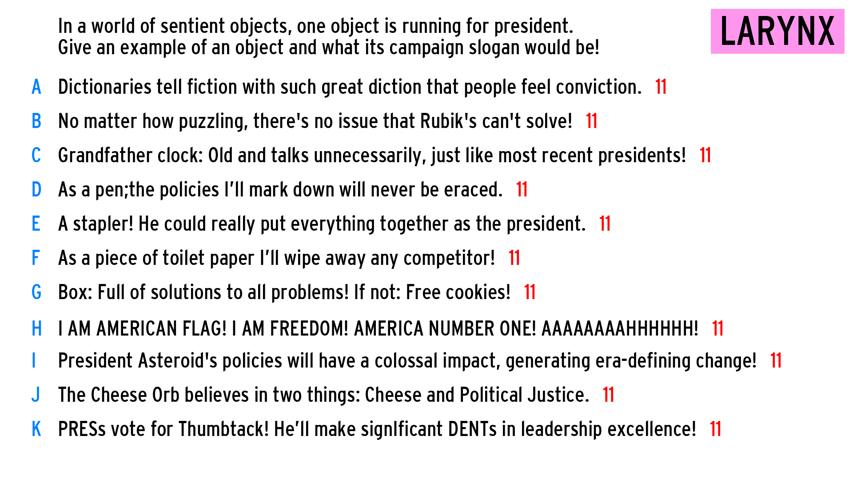 In a world of sentient objects, one object is running for president.
Give an example of an object and what its campaign slogan would be!
LARYNX
A Dictionaries tell fiction with such great diction that people feel conviction. 11
B No matter how puzzling, there's no issue that Rubik's can't solve! 11
C Grandfather clock: Old and talks unnecessarily, just like most recent presidents! 11
D As a pen;the policies I'll mark down will never be eraced. 11
E A stapler! He could really put everything together as the president. 11
F As a piece of toilet paper I'll wipe away any competitor! 11
G Box: Full of solutions to all problems! If not: Free cookies! 11
H I AM AMERICAN FLAG! I AM FREEDOM! AMERICA NUMBER ONE! AAAAAAAAHHHHHH! 11
I President Asteroid's policies will have a colossal impact, generating era-defining change! 11
J The Cheese Orb believes in two things: Cheese and Political Justice. 11
K PRESs vote for Thumbtack! He'll make signIficant DENTs in leadership excellence! 11